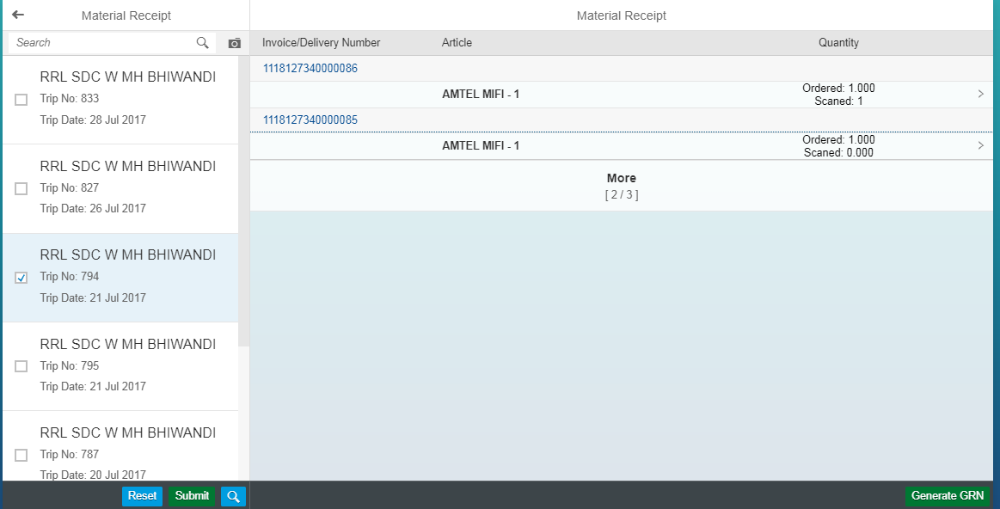 Material Receipt
Search
RRL SDC W MH BHIWANDI
Trip No: 833
Trip Date: 28 Jul 2017
RRL SDC W MH BHIWANDI
Trip No: 827
Trip Date: 26 Jul 2017
RRL SDC W MH BHIWANDI
Trip No: 794
Trip Date: 21 Jul 2017
RRL SDC W MH BHIWANDI
Trip No: 795
Trip Date: 21 Jul 2017
RRL SDC W MH BHIWANDI
Trip No: 787
Trip Date: 20 Jul 2017
Reset Submit
Material Receipt
Invoice/Delivery Number Article Quantity
1118127340000086
AMTEL MIFI - 1
Ordered: 1.000
Scaned: 1
1118127340000085
AMTEL MIFI - 1
Ordered: 1.000
Scaned: 0.000
More
[ 2 / 3 ]
Generate GRN